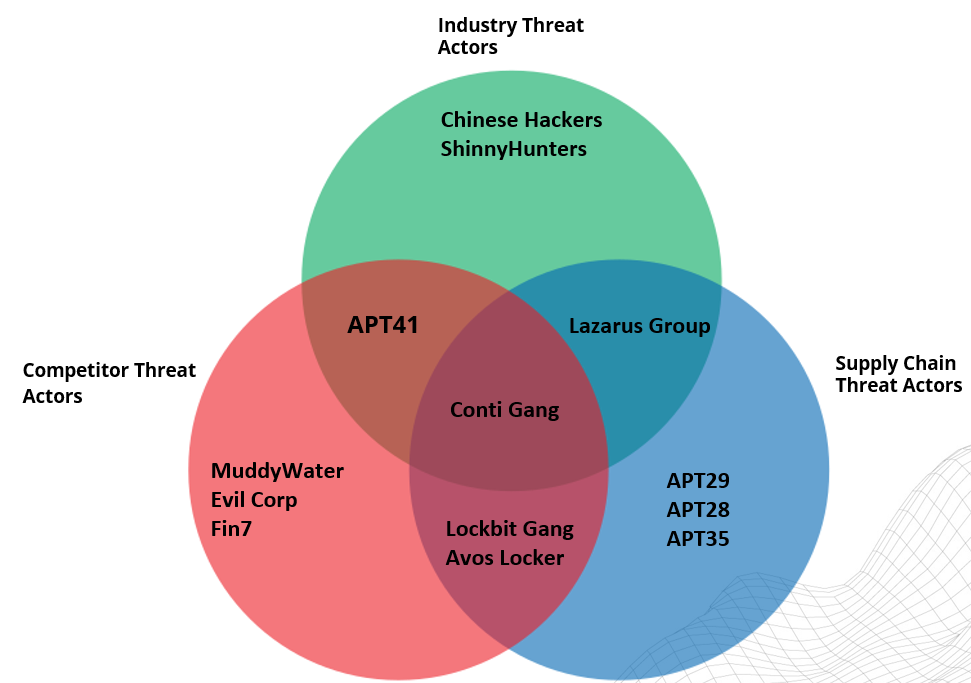 Industry Threat
Actors
Chinese Hackers
ShinnyHunters
APT41
Lazarus Group
Competitor Threat
Actors
Supply Chain
Threat Actors
Conti Gang
MuddyWater
Evil Corp
Fin7
APT29
APT28
APT35
Lockbit Gang
Avos Locker